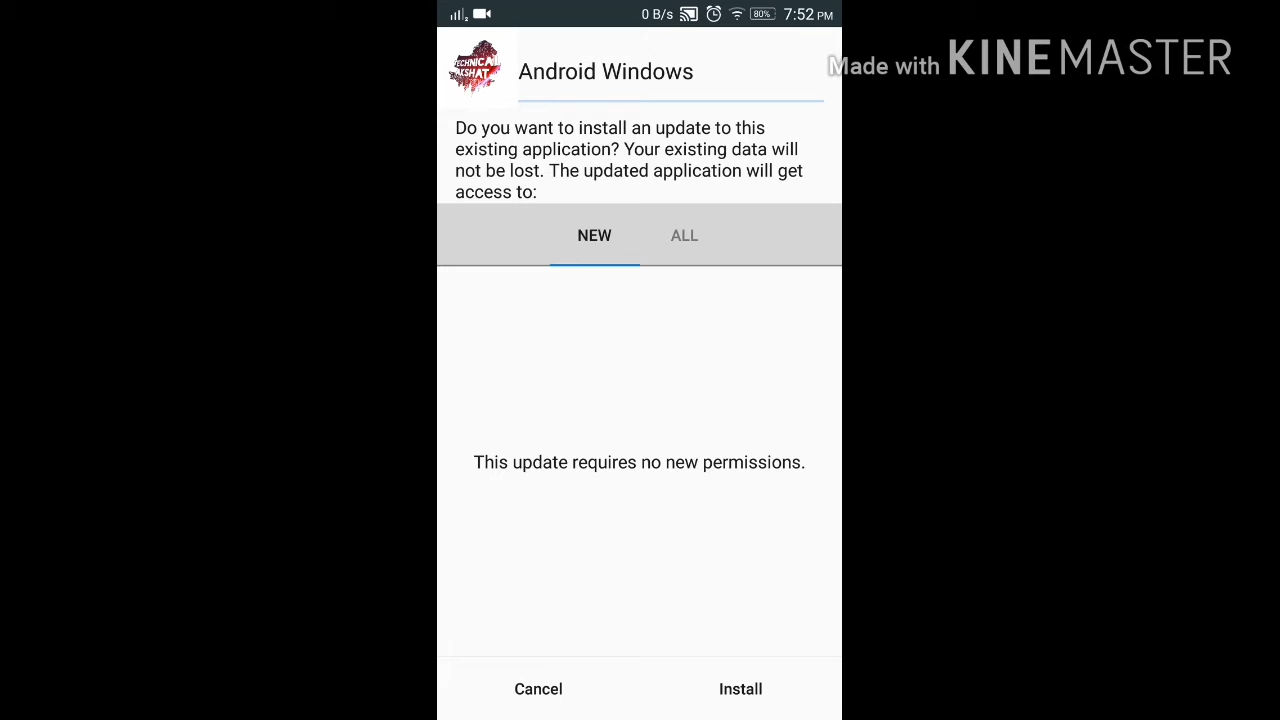 0 B/s 80% 7:52 PM
Made with KINEMASTER
TECHNICAL
AKSHAT
Android Windows
Do you want to install an update to this
existing application? Your existing data will
not be lost. The updated application will get
access to:
NEW ALL
This update requires no new permissions.
Cancel Install